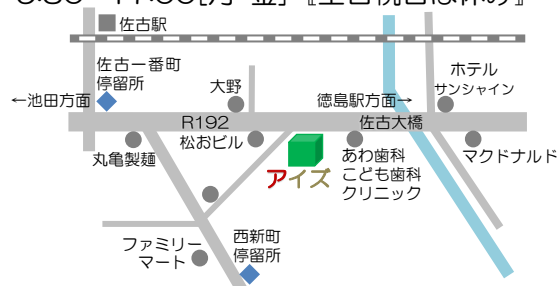 佐古駅
佐古一番町
停留所
大野
ホテル
サンシャイン
←池田方面
徳島駅方面→
R192
佐古大橋
丸亀製麺
松おビル
アイズ
あわ歯科
こども歯科
クリニック
マクドナルド
ファミリー
マート
西新町
停留所